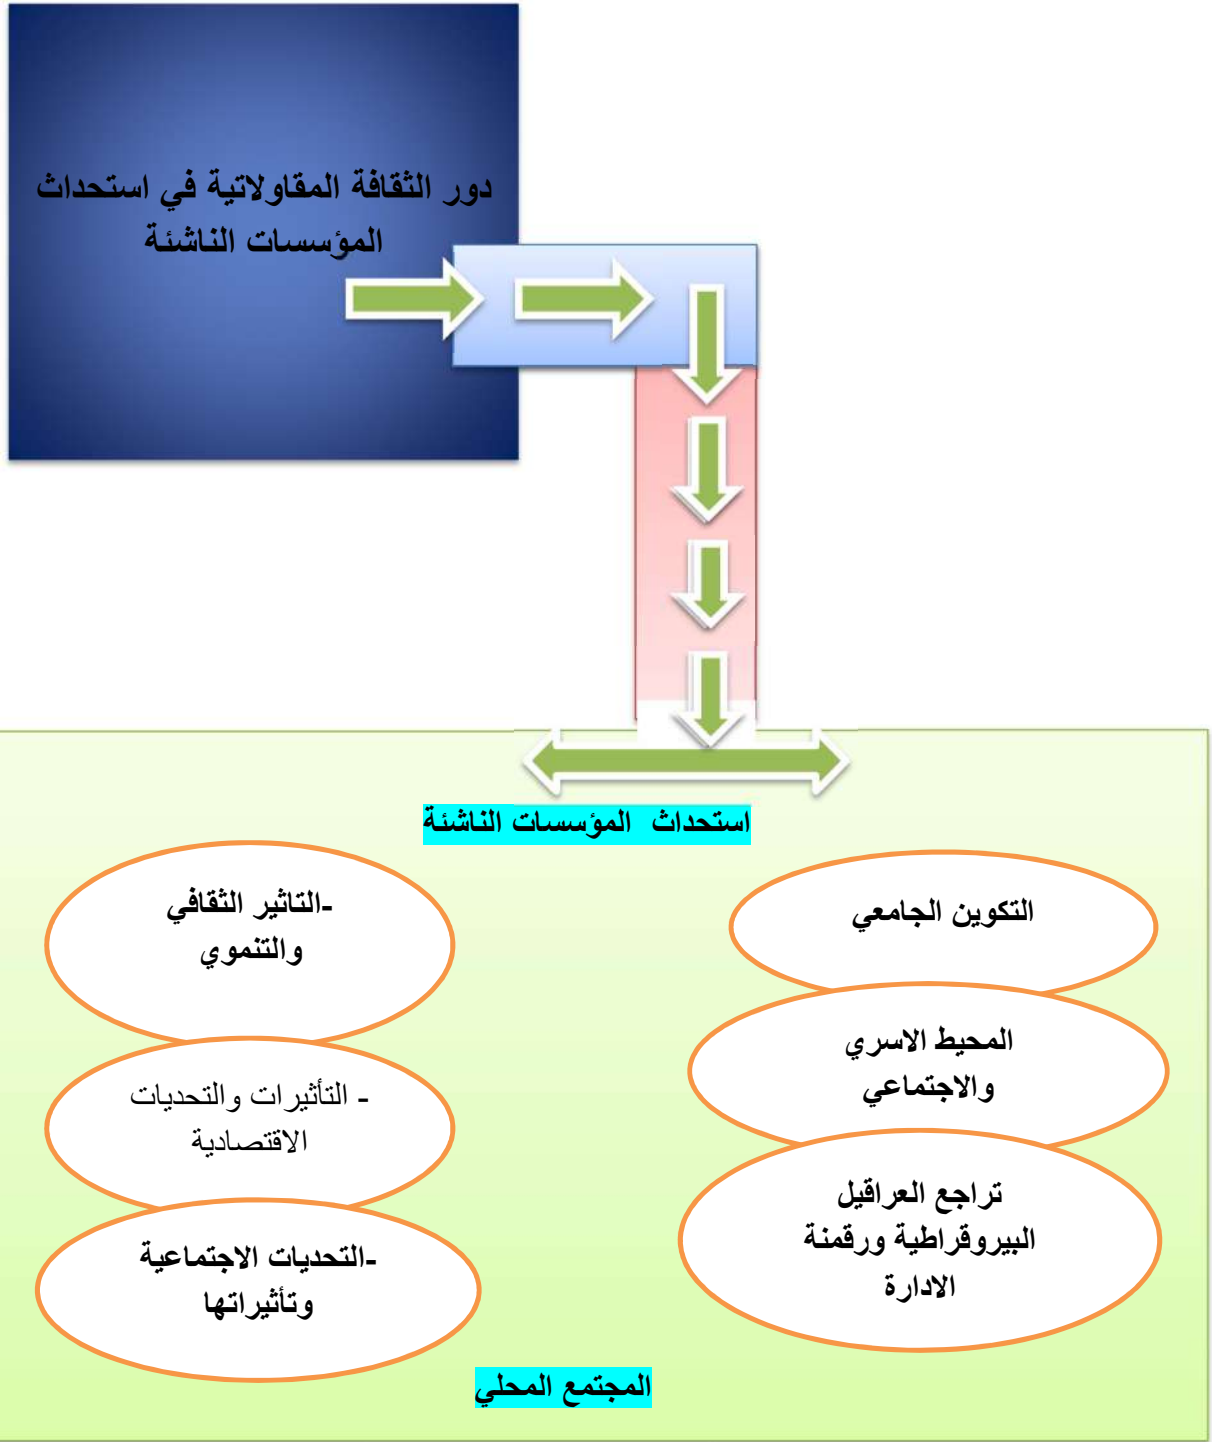 دور الثقافة المقاولاتية في استحداث
المؤسسات الناشئة
استحداث المؤسسات الناشئة
التكوين الجامعي
المحيط الاسري
والاجتماعي
تراجع العراقيل
البيروقراطية ورقمنة
الادارة
-التاثير الثقافي
والتنموي
- التأثيرات والتحديات
الاقتصادية
-التحديات الاجتماعية
وتأثيراتها
المجتمع المحلي